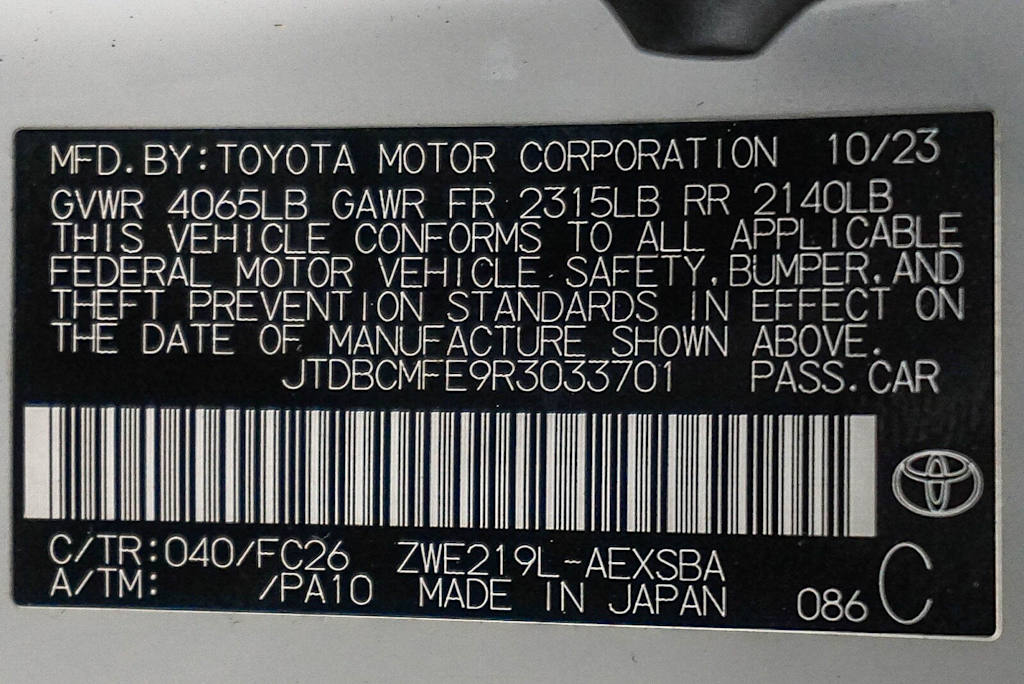 MFD.BY:TOYOTA MOTOR CORPORATION 10/23
GVWR 4065LB GAWR FR 2315LB RR 2140LB
THIS VEHICLE CONFORMS TO ALL APPLICABLE
FEDERAL MOTOR VEHICLE SAFETY,BUMPER,AND
THEFT PREVENTION STANDARDS IN EFFECT ON
THE DATE OF MANUFACTURE SHOWN ABOVE.
JTDBCMFE9R3033701 PASS.CAR
C/TR:040/FC26 ZWE219L-AEXSBA
A/TM: /PA10 MADE IN JAPAN 086 C